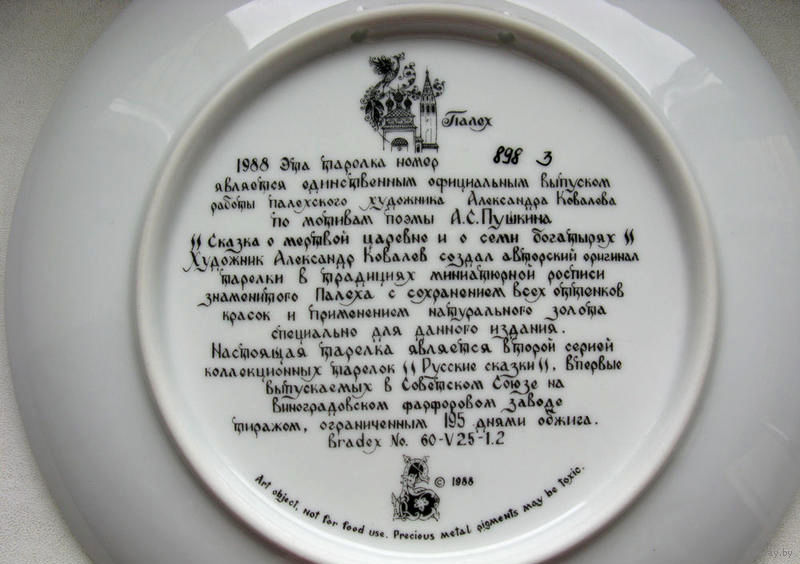 Палех
1988 Эта тарелка номер 898 3
является единственным официальным выпуском
работы палехского художника Александра Ковалева
по мотивам поэмы А.С.Пушкина
"Сказка о мертвой царевне и о семи богатырях"
Художник Александр Ковалев создал авторский оригинал
тарелки в традициях миниатюрной росписи
знаменитого Палеха с сохранением всех оттенков
красок и применением натурального золота
специально для данного издания.
Настоящая тарелка является второй серией
коллекционных тарелок "Русские сказки", впервые
выпускаемых в Советском Союзе на
Виноградовском фарфоровом заводе
тиражом, ограниченным 195 днями обжига.
Bradex No. 60-V25-1.2
© 1988
Art object, not for food use. Precious metal pigments may be toxic.
ay.by